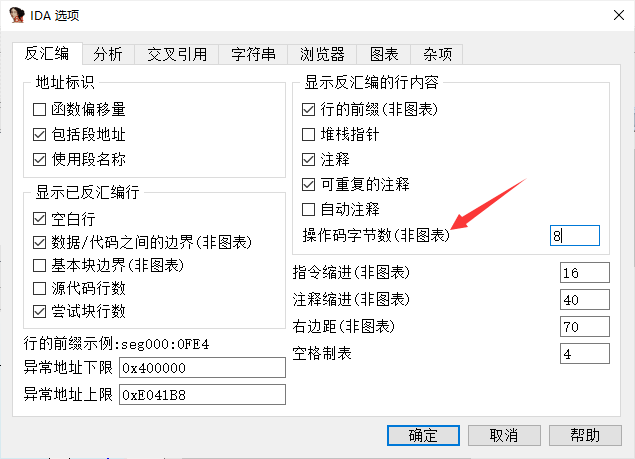 IDA 选项
反汇编 分析 交叉引用 字符串 浏览器 图表 杂项
地址标识
函数偏移量
包括段地址
使用段名称
显示已反汇编行
空白行
数据/代码之间的边界(非图表)
基本块边界(非图表)
源代码行数
尝试块行数
行的前缀示例:seg000:0FE4
异常地址下限 0x400000
异常地址上限 0xE041B8
显示反汇编的行内容
行的前缀(非图表)
堆栈指针
注释
可重复的注释
自动注释
操作码字节数(非图表) 8
指令缩进(非图表) 16
注释缩进(非图表) 40
右边距(非图表) 70
空格制表 4
确定 取消 帮助